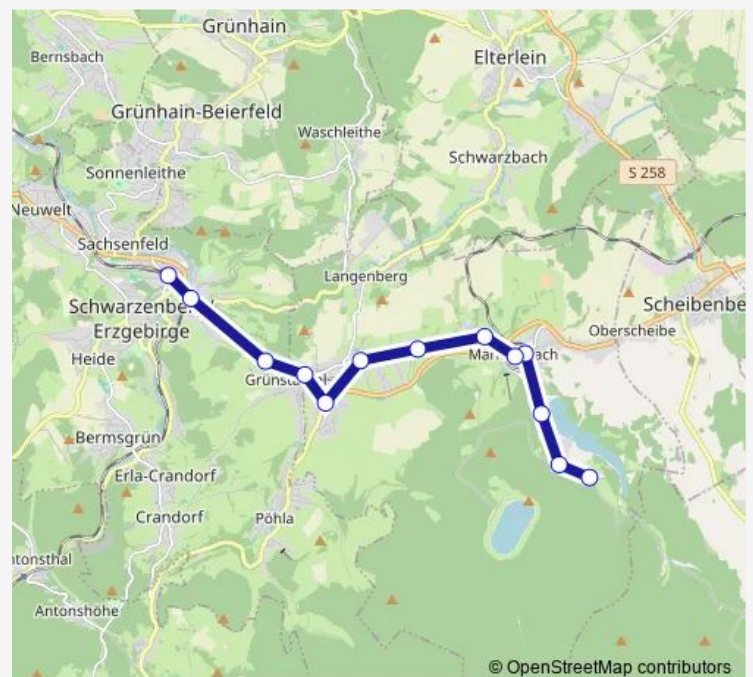 Grünhain
Bernsbach
Elterlein
Grünhain-Beierfeld
Waschleithe
Schwarzbach
Sonnenleithe
S 258
Neuwelt
Sachsenfeld
Langenberg
Erzgebirge
Oberscheibe
Heide
Bermsgrün
Erla-Crandorf
Crandorf
Pöhla
Antonshöhe
© OpenStreetMap contributors